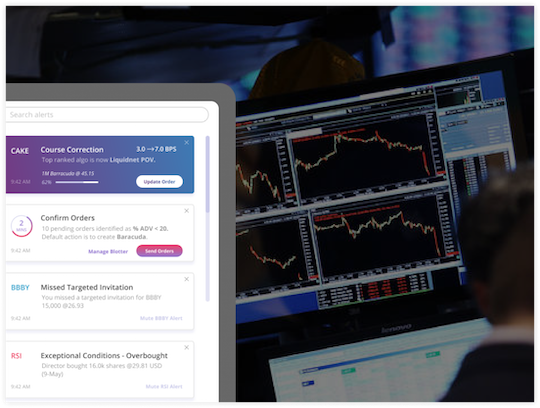 Search alerts
CAKE
Course Correction
3.0 → 7.0 BPS
Top ranked algo is now Liquidnet POV.
1M Baracuda @ 45.15
9:42 AM
62%
Update Order
2
Confirm Orders
10 pending orders identified as % ADV < 20.
Default action is to create Baracuda.
9:42 AM
Manage Blotter
Send Orders
BBBY
Missed Targeted Invitation
You missed a targeted invitation for BBBY
15,000 @26.93
9:42 AM
Mute BBBY Alert
RSI
Exceptional Conditions - Overbought
Director bought 16.0k shares @29.81 USD
(9-May)
9:42 AM
Mute RSI Alert
lenovo